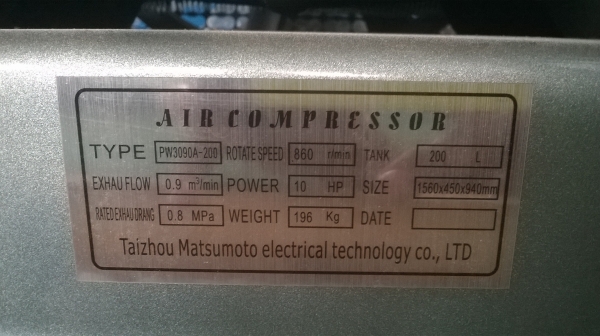 AIR COMPRESSOR
TYPE PW3090A-200 ROTATE SPEED 860 r/min TANK 200 L
EXHAU FLOW 0.9 m³/min POWER 10 HP SIZE 1560x450x940mm
RATED EXHAU DRANG 0.8 MPa WEIGHT 196 Kg DATE
Taizhou Matsumoto electrical technology co., LTD